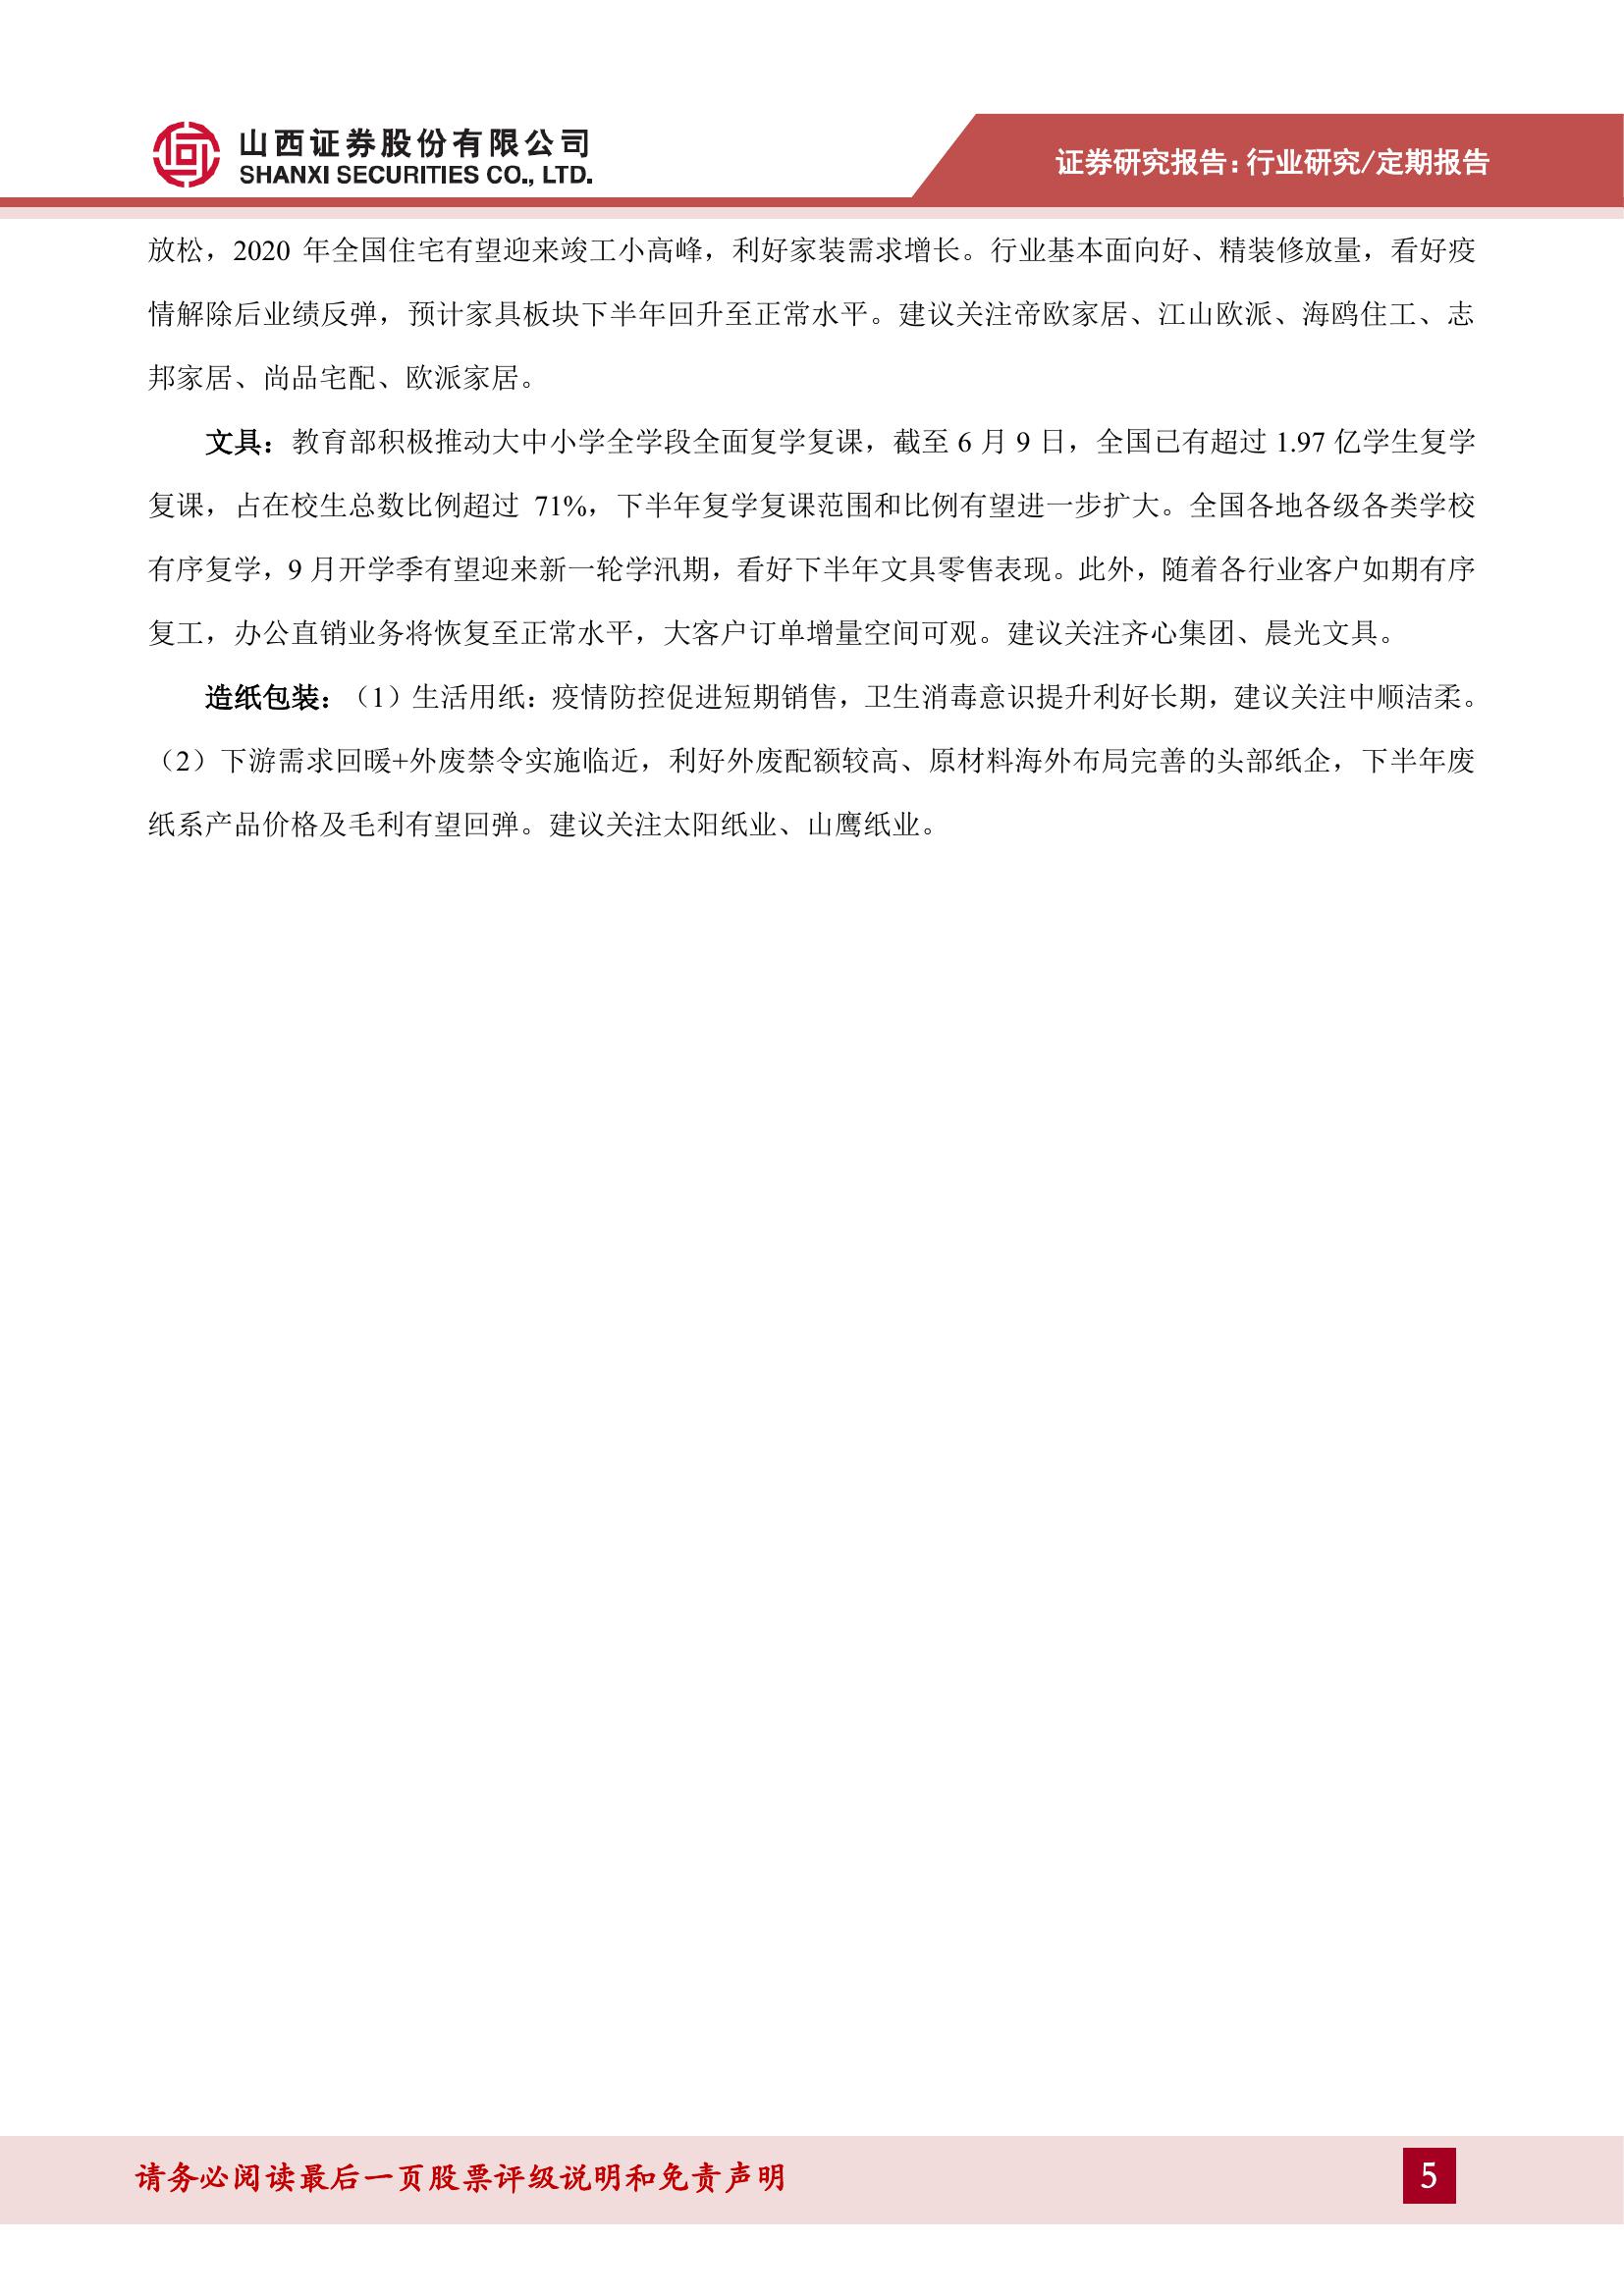 山西证券股份有限公司
SHANXI SECURITIES CO., LTD.
证券研究报告：行业研究/定期报告
放松，2020 年全国住宅有望迎来竣工小高峰，利好家装需求增长。行业基本面向好、精装修放量，看好疫
情解除后业绩反弹，预计家具板块下半年回升至正常水平。建议关注帝欧家居、江山欧派、海鸥住工、志
邦家居、尚品宅配、欧派家居。
文具：教育部积极推动大中小学全学段全面复学复课，截至 6 月 9 日，全国已有超过 1.97 亿学生复学
复课，占在校生总数比例超过 71%，下半年复学复课范围和比例有望进一步扩大。全国各地各级各类学校
有序复学，9 月开学季有望迎来新一轮学汛期，看好下半年文具零售表现。此外，随着各行业客户如期有序
复工，办公直销业务将恢复至正常水平，大客户订单增量空间可观。建议关注齐心集团、晨光文具。
造纸包装：（1）生活用纸：疫情防控促进短期销售，卫生消毒意识提升利好长期，建议关注中顺洁柔。
（2）下游需求回暖+外废禁令实施临近，利好外废配额较高、原材料海外布局完善的头部纸企，下半年废
纸系产品价格及毛利有望回弹。建议关注太阳纸业、山鹰纸业。
请务必阅读最后一页股票评级说明和免责声明
5